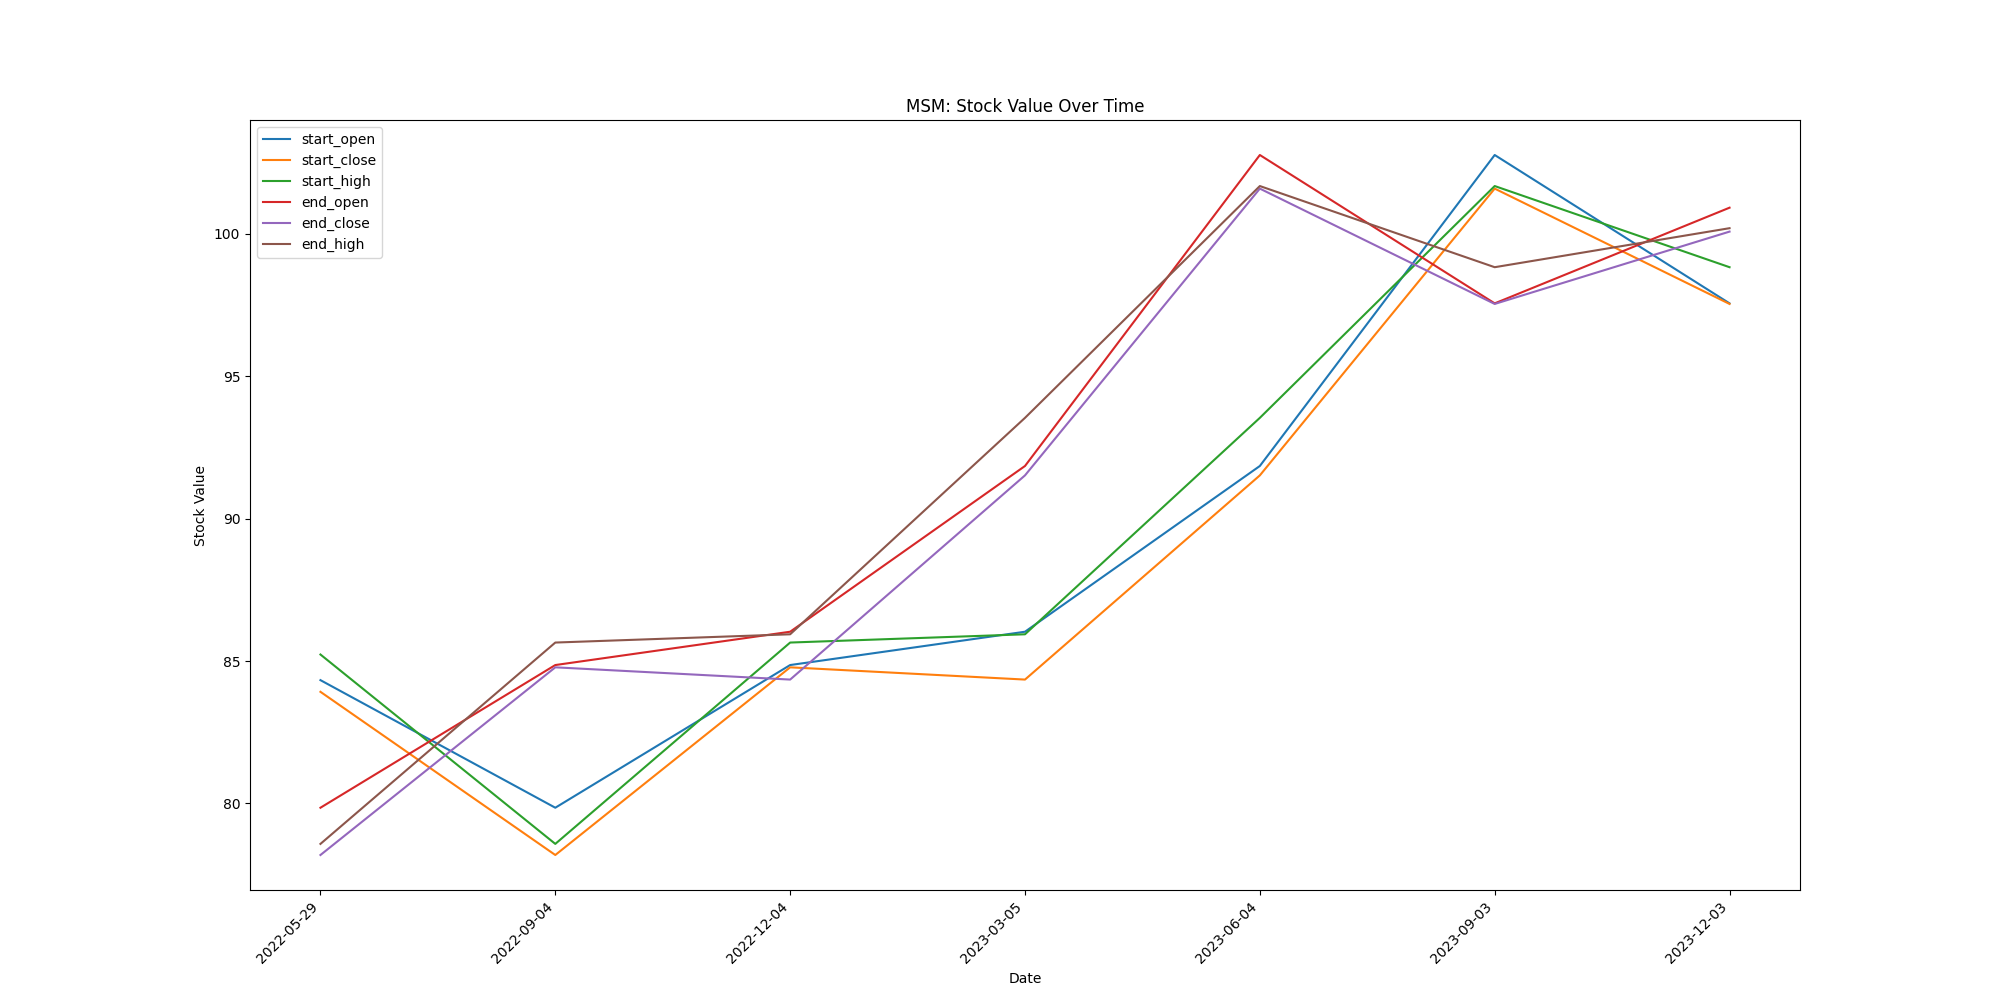 MSM: Stock Value Over Time
start_open
start_close
start_high
end_open
end_close
end_high
100
95
90
85
80
Stock Value
2022-05-29
2022-09-04
2022-12-04
2023-03-05
2023-06-04
2023-09-03
2023-12-03
Date